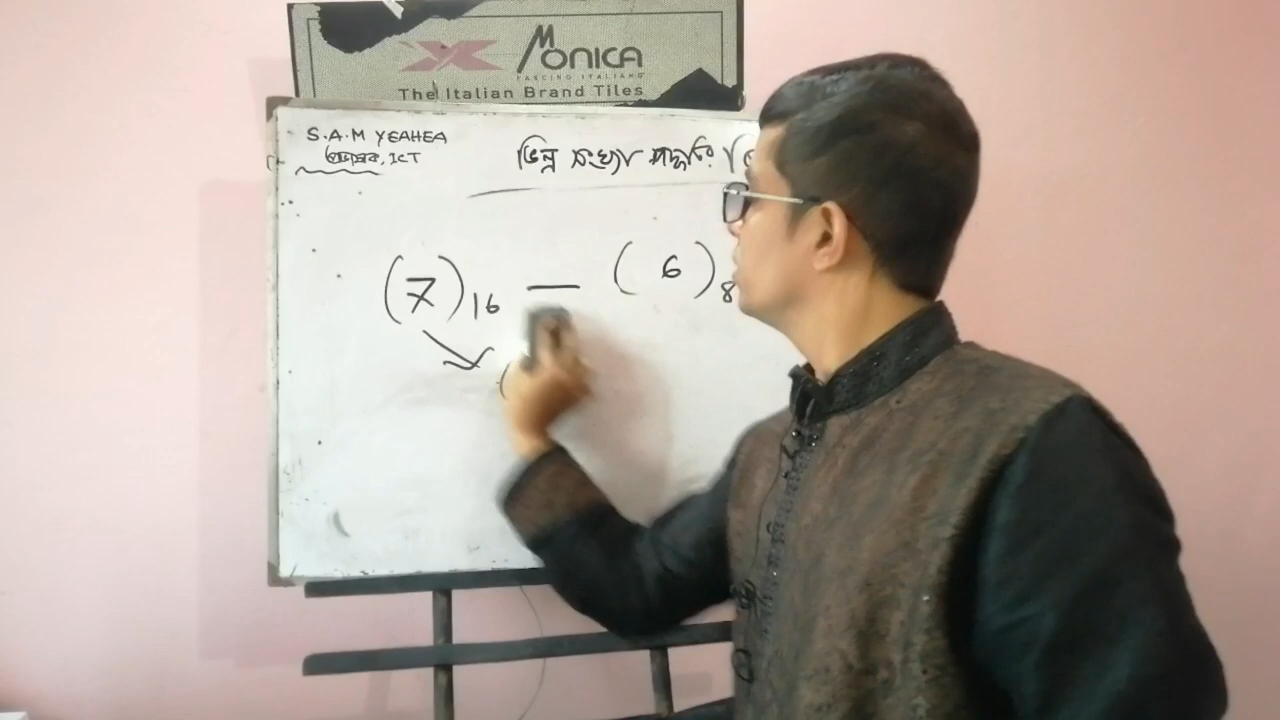 MONICA
FASCINO ITALIANO
The Italian Brand Tiles
S.A.M YEAHEA
প্রভাষক, ICT
ভিন্ন সংখ্যা পদ্ধতির
(7)16 — (6)8
(